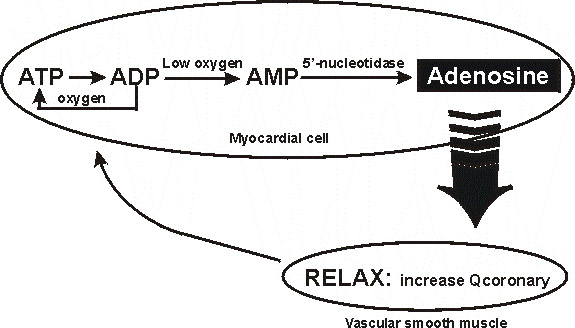 Low oxygen 5'-nucleotidase
ATP ADP AMP Adenosine
oxygen
Myocardial cell
RELAX: increase Qcoronary
Vascular smooth muscle